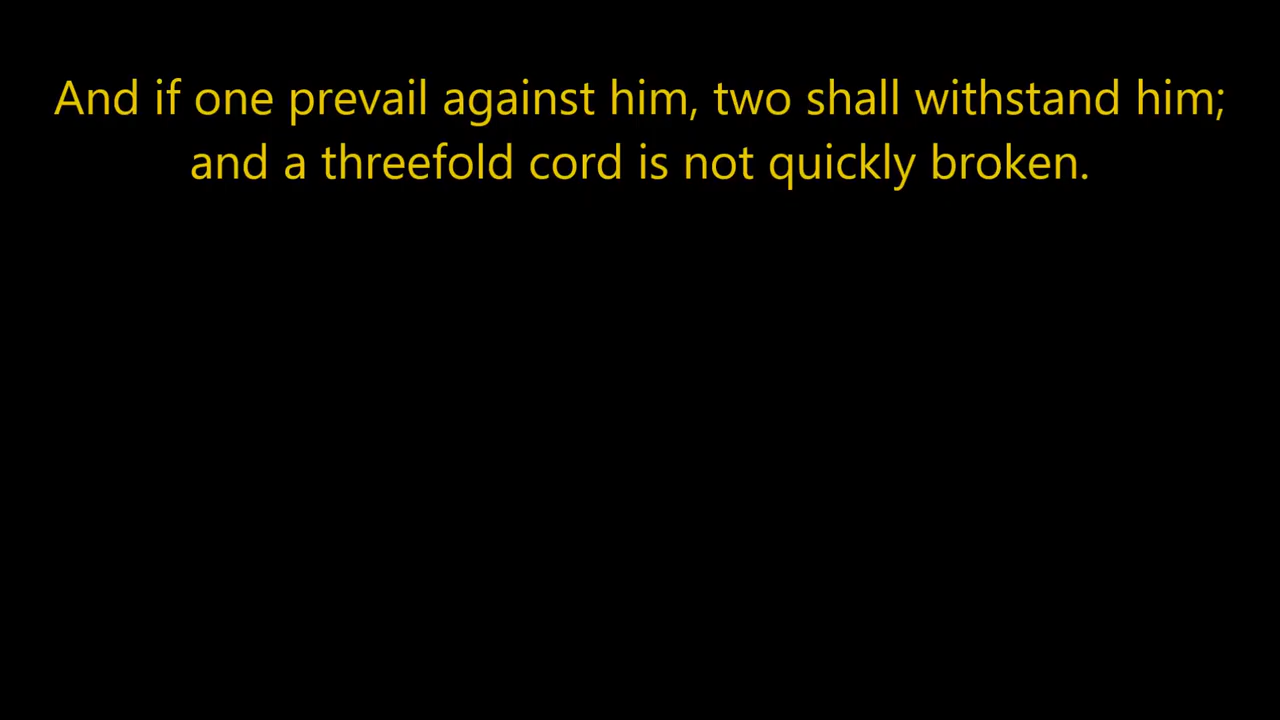 And if one prevail against him, two shall withstand him;
and a threefold cord is not quickly broken.